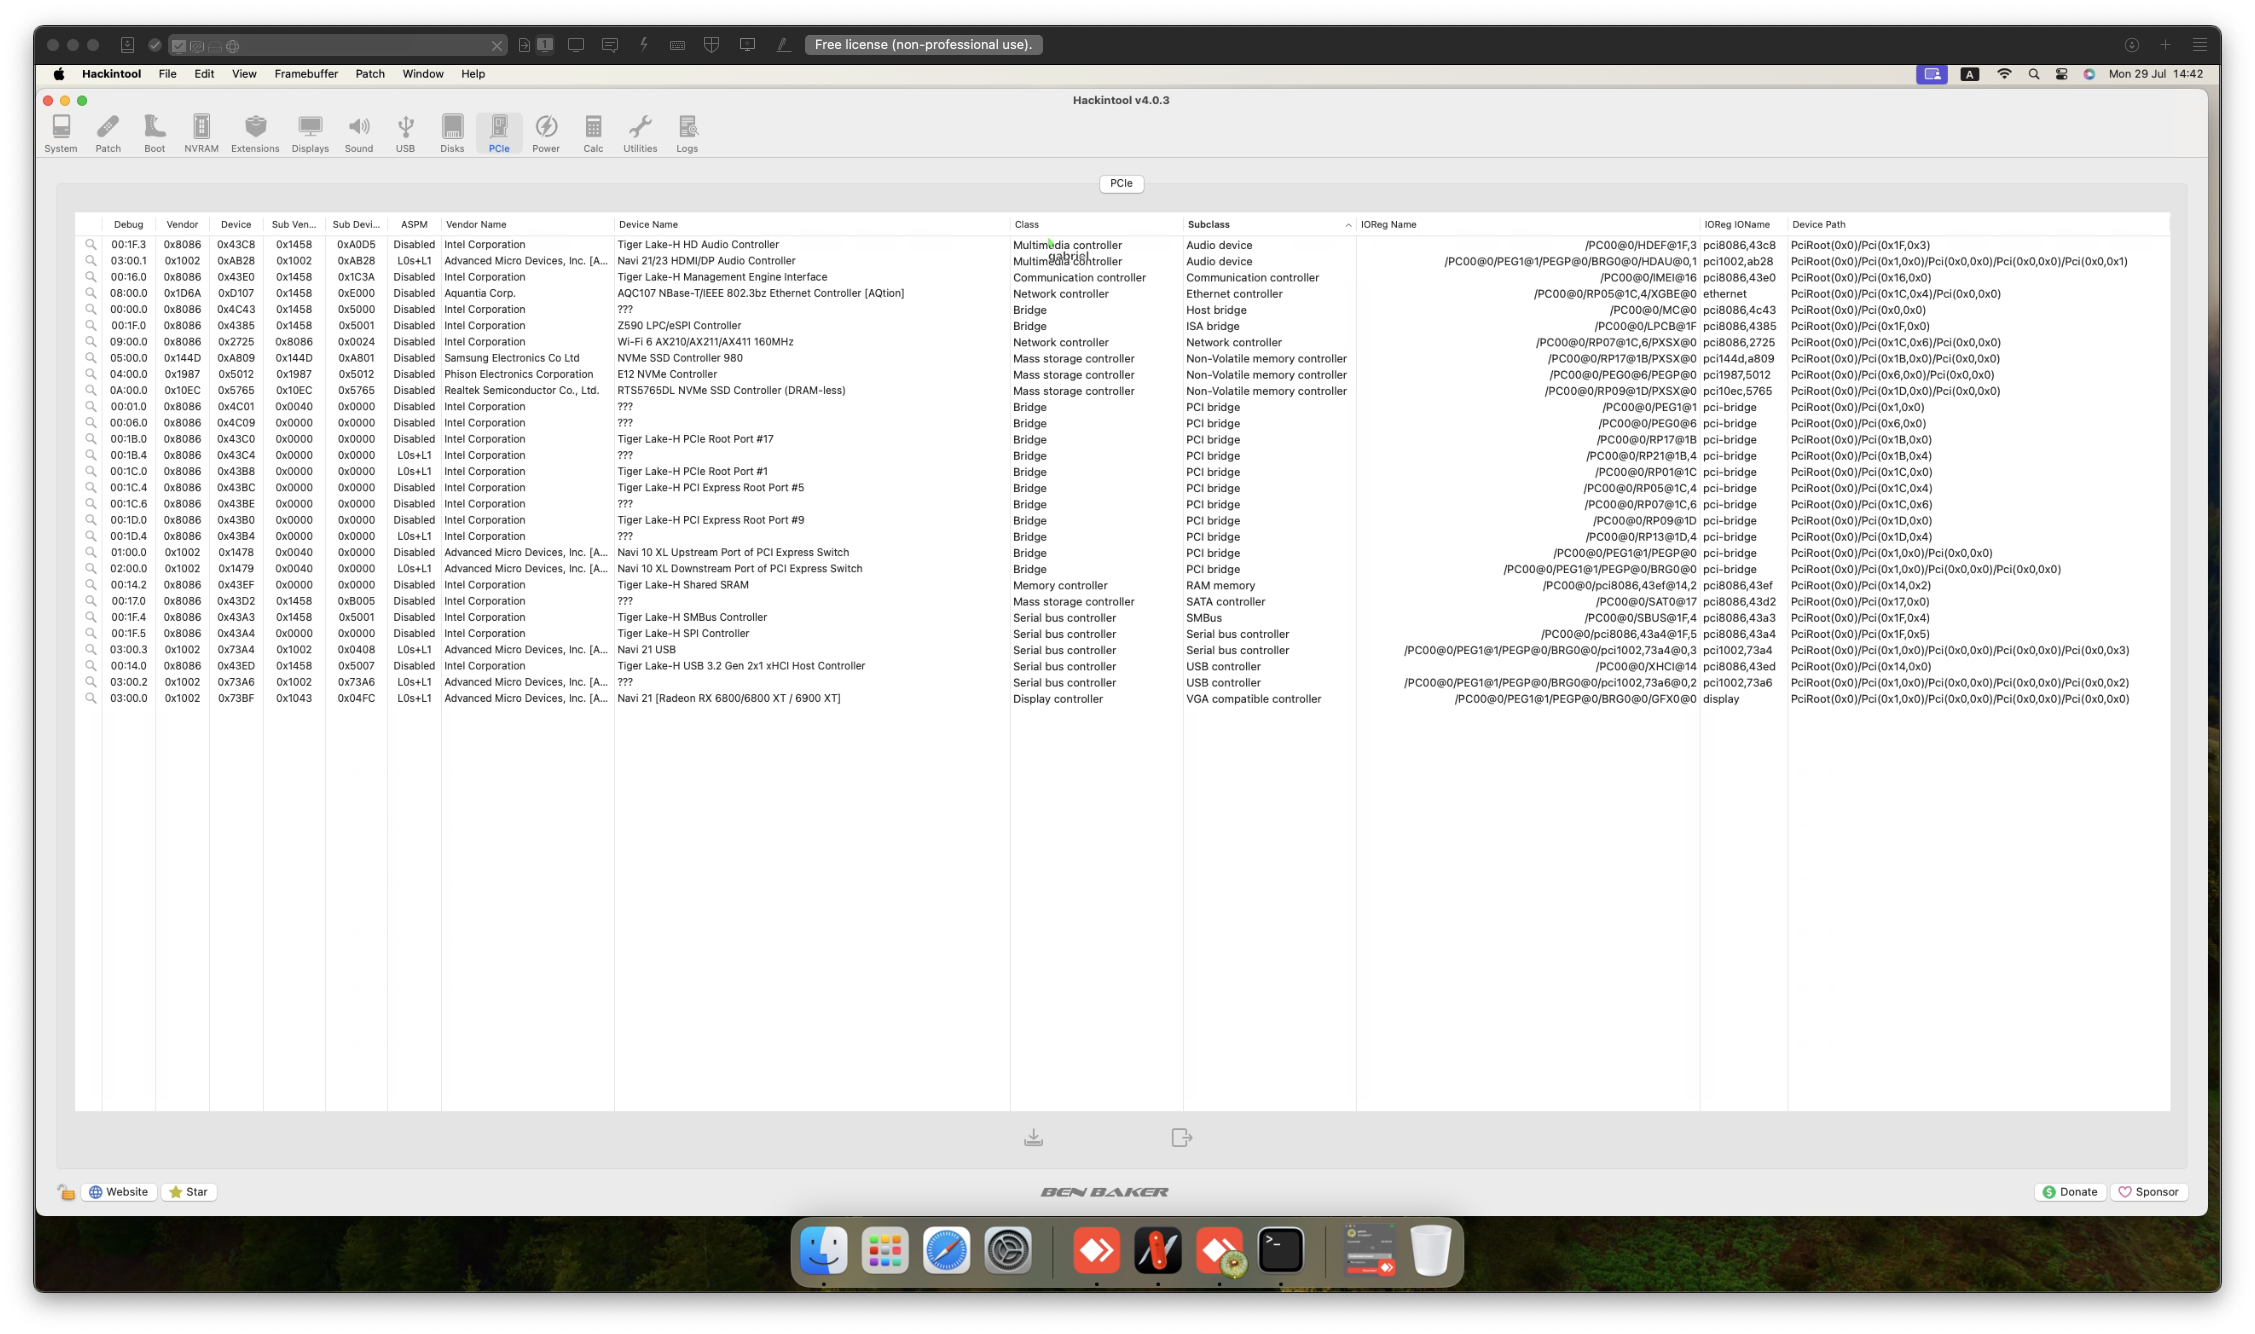 Free license (non-professional use).
Hackintool File Edit View Framebuffer Patch Window Help A Mon 29 Jul 14:42
Hackintool v4.0.3
System Patch Boot NVRAM Extensions Displays Sound USB Disks PCIe Power Calc Utilities Logs
PCIe
Debug Vendor Device Sub Ven... Sub Devi... ASPM Vendor Name Device Name Class Subclass IOReg Name IOReg IOName Device Path
00:1F.3 0x8086 0x43C8 0x1458 0xA0D5 Disabled Intel Corporation Tiger Lake-H HD Audio Controller Multimedia controller Audio device /PC00@0/HDEF@1F,3 pci8086,43c8 PciRoot(0x0)/Pci(0x1F,0x3)
gabriel
03:00.1 0x1002 0xAB28 0x1002 0xAB28 L0s+L1 Advanced Micro Devices, Inc. [A... Navi 21/23 HDMI/DP Audio Controller Multimedia controller Audio device /PC00@0/PEG1@1/PEGP@0/BRG0@0/HDAU@0,1 pci1002,ab28 PciRoot(0x0)/Pci(0x1,0x0)/Pci(0x0,0x0)/Pci(0x0,0x0)/Pci(0x0,0x1)
00:16.0 0x8086 0x43E0 0x1458 0x1C3A Disabled Intel Corporation Tiger Lake-H Management Engine Interface Communication controller Communication controller /PC00@0/IMEI@16 pci8086,43e0 PciRoot(0x0)/Pci(0x16,0x0)
08:00.0 0x1D6A 0xD107 0x1458 0xE000 Disabled Aquantia Corp. AQC107 NBase-T/IEEE 802.3bz Ethernet Controller [AQtion] Network controller Ethernet controller /PC00@0/RP05@1C,4/XGBE@0 ethernet PciRoot(0x0)/Pci(0x1C,0x4)/Pci(0x0,0x0)
00:00.0 0x8086 0x4C43 0x1458 0x5000 Disabled Intel Corporation ??? Bridge Host bridge /PC00@0/MC@0 pci8086,4c43 PciRoot(0x0)/Pci(0x0,0x0)
00:1F.0 0x8086 0x4385 0x1458 0x5001 Disabled Intel Corporation Z590 LPC/eSPI Controller Bridge ISA bridge /PC00@0/LPCB@1F pci8086,4385 PciRoot(0x0)/Pci(0x1F,0x0)
09:00.0 0x8086 0x2725 0x8086 0x0024 Disabled Intel Corporation Wi-Fi 6 AX210/AX211/AX411 160MHz Network controller Network controller /PC00@0/RP07@1C,6/PXSX@0 pci8086,2725 PciRoot(0x0)/Pci(0x1C,0x6)/Pci(0x0,0x0)
05:00.0 0x144D 0xA809 0x144D 0xA801 Disabled Samsung Electronics Co Ltd NVMe SSD Controller 980 Mass storage controller Non-Volatile memory controller /PC00@0/RP17@1B/PXSX@0 pci144d,a809 PciRoot(0x0)/Pci(0x1B,0x0)/Pci(0x0,0x0)
04:00.0 0x1987 0x5012 0x1987 0x5012 Disabled Phison Electronics Corporation E12 NVMe Controller Mass storage controller Non-Volatile memory controller /PC00@0/PEG0@6/PEGP@0 pci1987,5012 PciRoot(0x0)/Pci(0x6,0x0)/Pci(0x0,0x0)
0A:00.0 0x10EC 0x5765 0x10EC 0x5765 Disabled Realtek Semiconductor Co., Ltd. RTS5765DL NVMe SSD Controller (DRAM-less) Mass storage controller Non-Volatile memory controller /PC00@0/RP09@1D/PXSX@0 pci10ec,5765 PciRoot(0x0)/Pci(0x1D,0x0)/Pci(0x0,0x0)
00:01.0 0x8086 0x4C01 0x0040 0x0000 Disabled Intel Corporation ??? Bridge PCI bridge /PC00@0/PEG1@1 pci-bridge PciRoot(0x0)/Pci(0x1,0x0)
00:06.0 0x8086 0x4C09 0x0000 0x0000 Disabled Intel Corporation ??? Bridge PCI bridge /PC00@0/PEG0@6 pci-bridge PciRoot(0x0)/Pci(0x6,0x0)
00:1B.0 0x8086 0x43C0 0x0000 0x0000 Disabled Intel Corporation Tiger Lake-H PCIe Root Port #17 Bridge PCI bridge /PC00@0/RP17@1B pci-bridge PciRoot(0x0)/Pci(0x1B,0x0)
00:1B.4 0x8086 0x43C4 0x0000 0x0000 L0s+L1 Intel Corporation ??? Bridge PCI bridge /PC00@0/RP21@1B,4 pci-bridge PciRoot(0x0)/Pci(0x1B,0x4)
00:1C.0 0x8086 0x43B8 0x0000 0x0000 L0s+L1 Intel Corporation Tiger Lake-H PCIe Root Port #1 Bridge PCI bridge /PC00@0/RP01@1C pci-bridge PciRoot(0x0)/Pci(0x1C,0x0)
00:1C.4 0x8086 0x43BC 0x0000 0x0000 Disabled Intel Corporation Tiger Lake-H PCI Express Root Port #5 Bridge PCI bridge /PC00@0/RP05@1C,4 pci-bridge PciRoot(0x0)/Pci(0x1C,0x4)
00:1C.6 0x8086 0x43BE 0x0000 0x0000 Disabled Intel Corporation ??? Bridge PCI bridge /PC00@0/RP07@1C,6 pci-bridge PciRoot(0x0)/Pci(0x1C,0x6)
00:1D.0 0x8086 0x43B0 0x0000 0x0000 Disabled Intel Corporation Tiger Lake-H PCI Express Root Port #9 Bridge PCI bridge /PC00@0/RP09@1D pci-bridge PciRoot(0x0)/Pci(0x1D,0x0)
00:1D.4 0x8086 0x43B4 0x0000 0x0000 L0s+L1 Intel Corporation ??? Bridge PCI bridge /PC00@0/RP13@1D,4 pci-bridge PciRoot(0x0)/Pci(0x1D,0x4)
01:00.0 0x1002 0x1478 0x0040 0x0000 Disabled Advanced Micro Devices, Inc. [A... Navi 10 XL Upstream Port of PCI Express Switch Bridge PCI bridge /PC00@0/PEG1@1/PEGP@0 pci-bridge PciRoot(0x0)/Pci(0x1,0x0)/Pci(0x0,0x0)
02:00.0 0x1002 0x1479 0x0040 0x0000 L0s+L1 Advanced Micro Devices, Inc. [A... Navi 10 XL Downstream Port of PCI Express Switch Bridge PCI bridge /PC00@0/PEG1@1/PEGP@0/BRG0@0 pci-bridge PciRoot(0x0)/Pci(0x1,0x0)/Pci(0x0,0x0)/Pci(0x0,0x0)
00:14.2 0x8086 0x43EF 0x0000 0x0000 Disabled Intel Corporation Tiger Lake-H Shared SRAM Memory controller RAM memory /PC00@0/pci8086,43ef@14,2 pci8086,43ef PciRoot(0x0)/Pci(0x14,0x2)
00:17.0 0x8086 0x43D2 0x1458 0xB005 Disabled Intel Corporation ??? Mass storage controller SATA controller /PC00@0/SAT0@17 pci8086,43d2 PciRoot(0x0)/Pci(0x17,0x0)
00:1F.4 0x8086 0x43A3 0x1458 0x5001 Disabled Intel Corporation Tiger Lake-H SMBus Controller Serial bus controller SMBus /PC00@0/SBUS@1F,4 pci8086,43a3 PciRoot(0x0)/Pci(0x1F,0x4)
00:1F.5 0x8086 0x43A4 0x0000 0x0000 Disabled Intel Corporation Tiger Lake-H SPI Controller Serial bus controller Serial bus controller /PC00@0/pci8086,43a4@1F,5 pci8086,43a4 PciRoot(0x0)/Pci(0x1F,0x5)
03:00.3 0x1002 0x73A4 0x1002 0x0408 L0s+L1 Advanced Micro Devices, Inc. [A... Navi 21 USB Serial bus controller Serial bus controller /PC00@0/PEG1@1/PEGP@0/BRG0@0/pci1002,73a4@0,3 pci1002,73a4 PciRoot(0x0)/Pci(0x1,0x0)/Pci(0x0,0x0)/Pci(0x0,0x0)/Pci(0x0,0x3)
00:14.0 0x8086 0x43ED 0x1458 0x5007 Disabled Intel Corporation Tiger Lake-H USB 3.2 Gen 2x1 xHCI Host Controller Serial bus controller USB controller /PC00@0/XHCI@14 pci8086,43ed PciRoot(0x0)/Pci(0x14,0x0)
03:00.2 0x1002 0x73A6 0x1002 0x73A6 L0s+L1 Advanced Micro Devices, Inc. [A... ??? Serial bus controller USB controller /PC00@0/PEG1@1/PEGP@0/BRG0@0/pci1002,73a6@0,2 pci1002,73a6 PciRoot(0x0)/Pci(0x1,0x0)/Pci(0x0,0x0)/Pci(0x0,0x0)/Pci(0x0,0x2)
03:00.0 0x1002 0x73BF 0x1043 0x04FC L0s+L1 Advanced Micro Devices, Inc. [A... Navi 21 [Radeon RX 6800/6800 XT / 6900 XT] Display controller VGA compatible controller /PC00@0/PEG1@1/PEGP@0/BRG0@0/GFX0@0 display PciRoot(0x0)/Pci(0x1,0x0)/Pci(0x0,0x0)/Pci(0x0,0x0)/Pci(0x0,0x0)
Website Star BEN BAKER Donate Sponsor